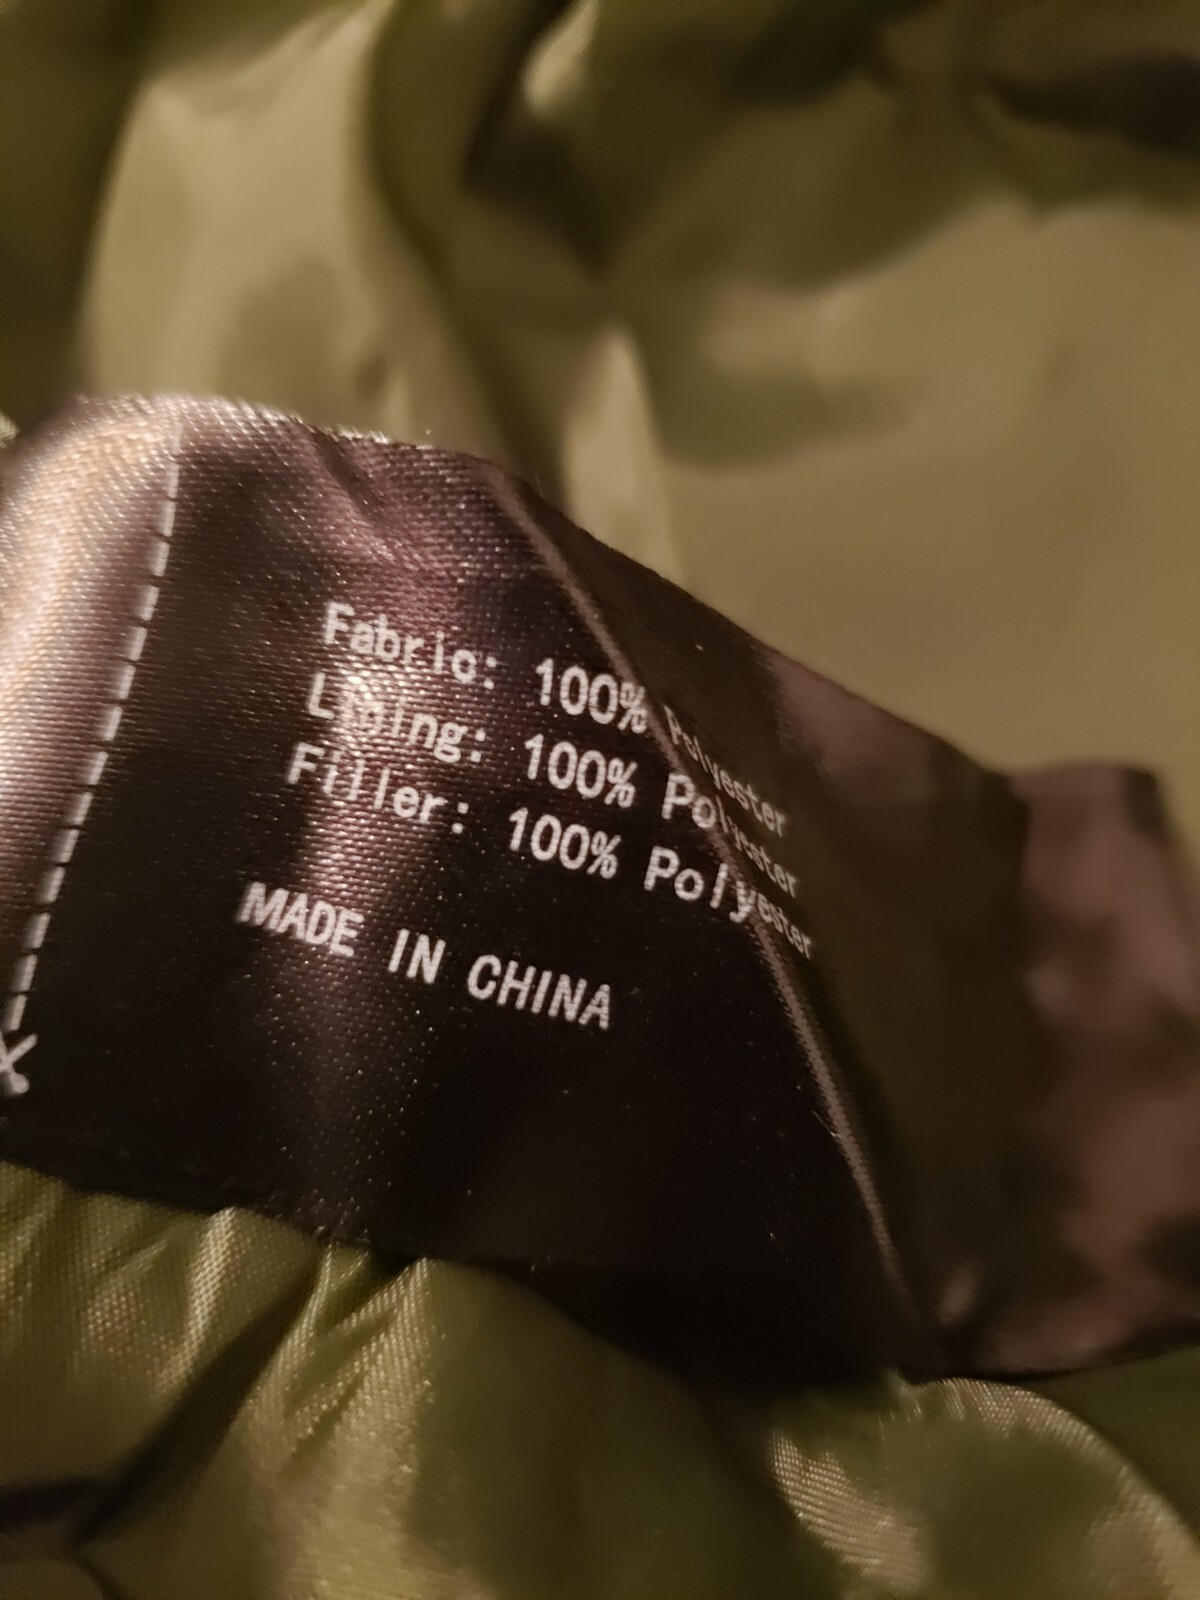 Fabric: 100% Polyester
Lining: 100% Polyester
Filler: 100% Polyester
MADE IN CHINA